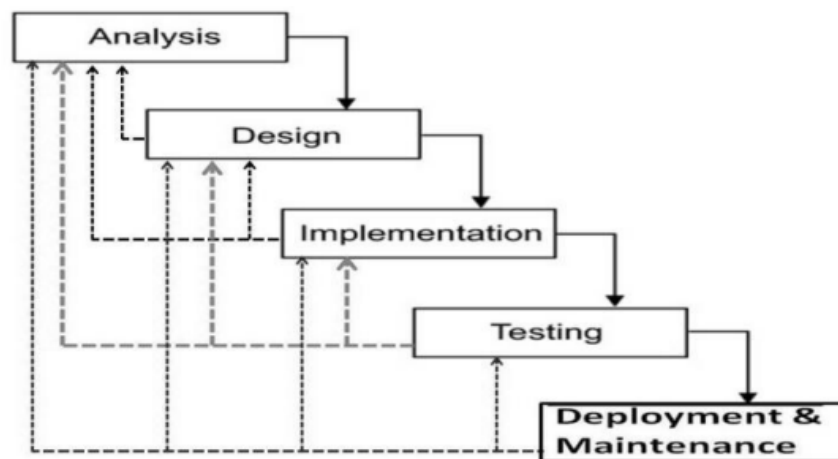 Analysis
Design
Implementation
Testing
Deployment &
Maintenance